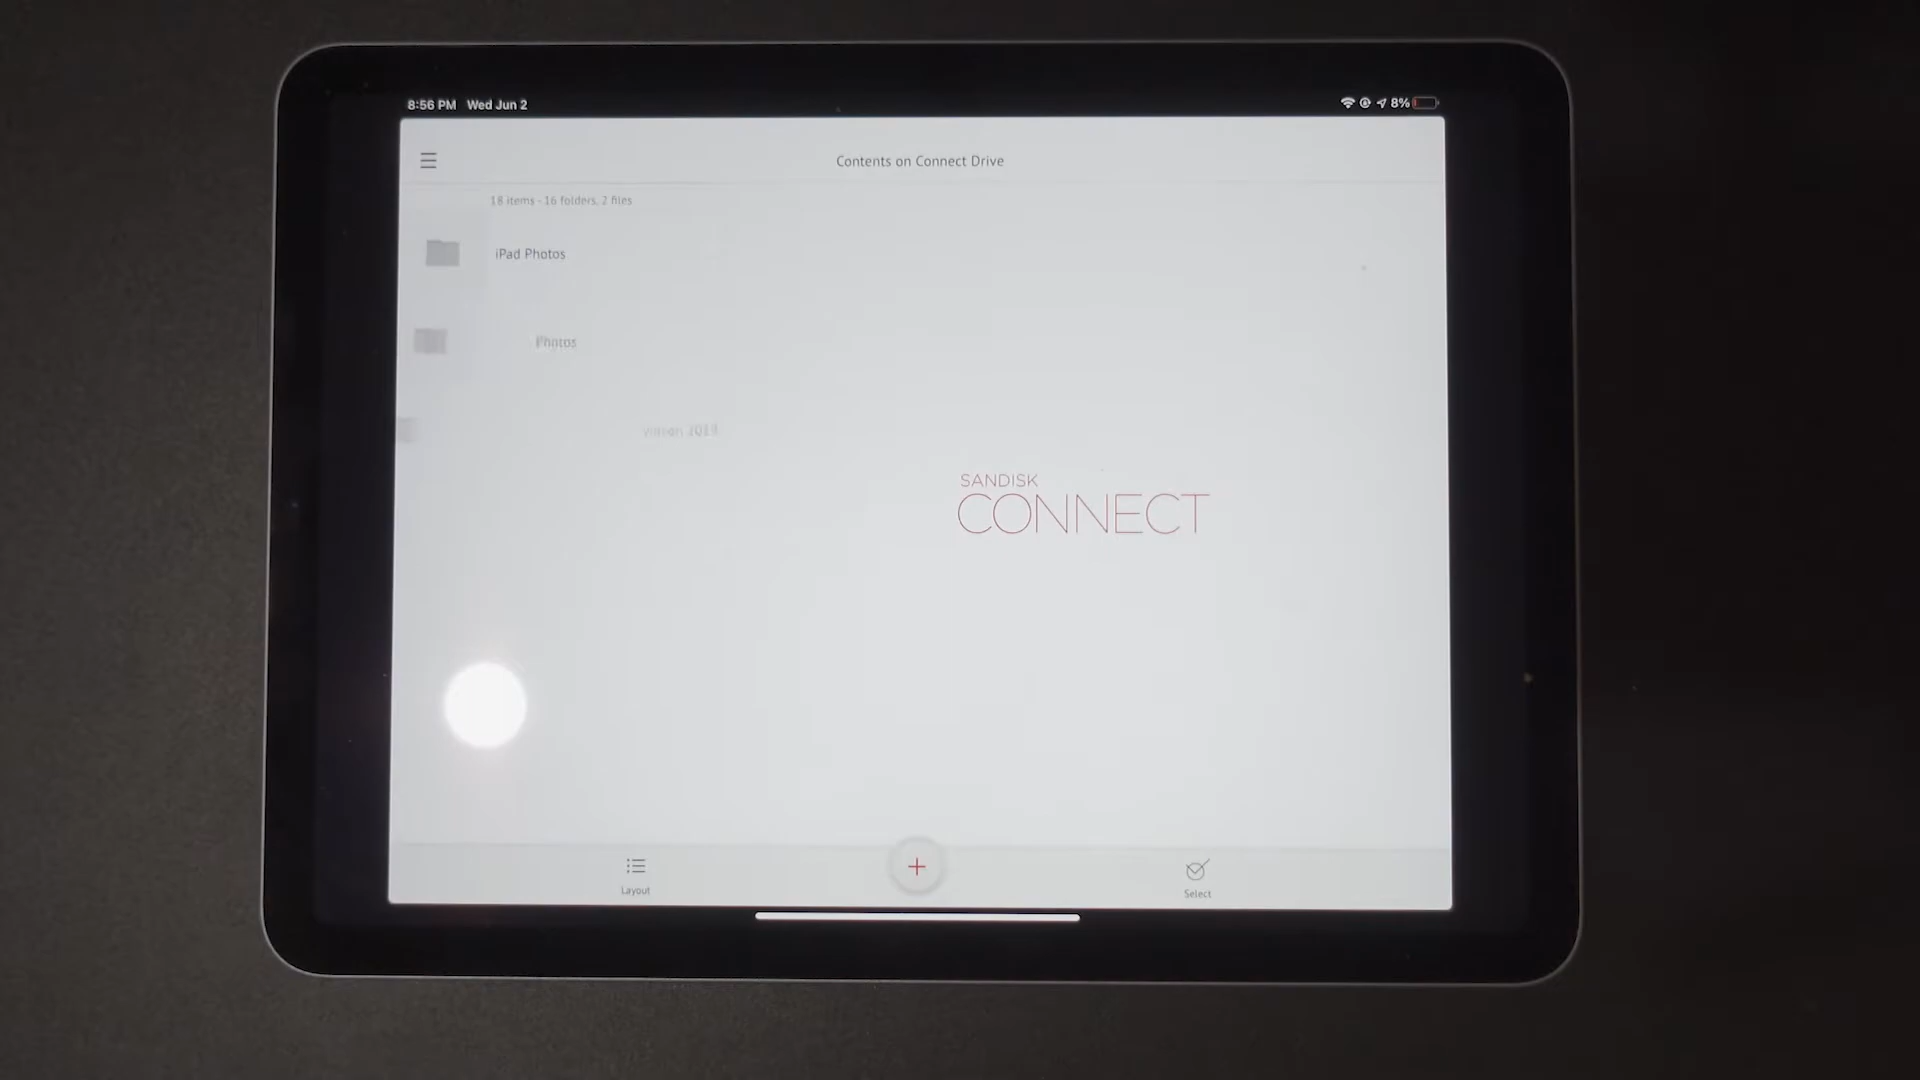 8:56 PM Wed Jun 2
8%
Contents on Connect Drive
18 items - 16 folders, 2 files
iPad Photos
Photos
2019
SANDISK
CONNECT
Layout
Select